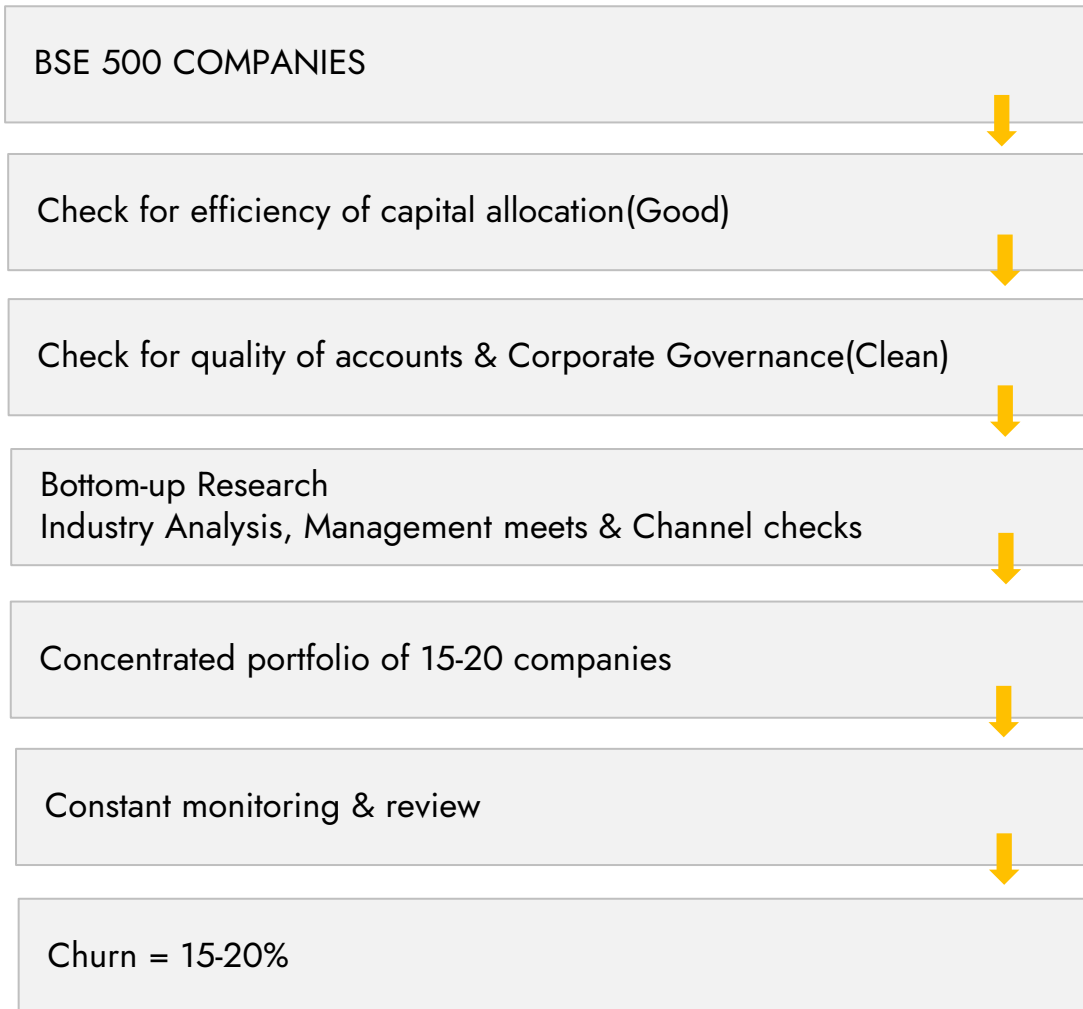 BSE 500 COMPANIES
Check for efficiency of capital allocation(Good)
Check for quality of accounts & Corporate Governance(Clean)
Bottom-up Research
Industry Analysis, Management meets & Channel checks
Concentrated portfolio of 15-20 companies
Constant monitoring & review
Churn = 15-20%